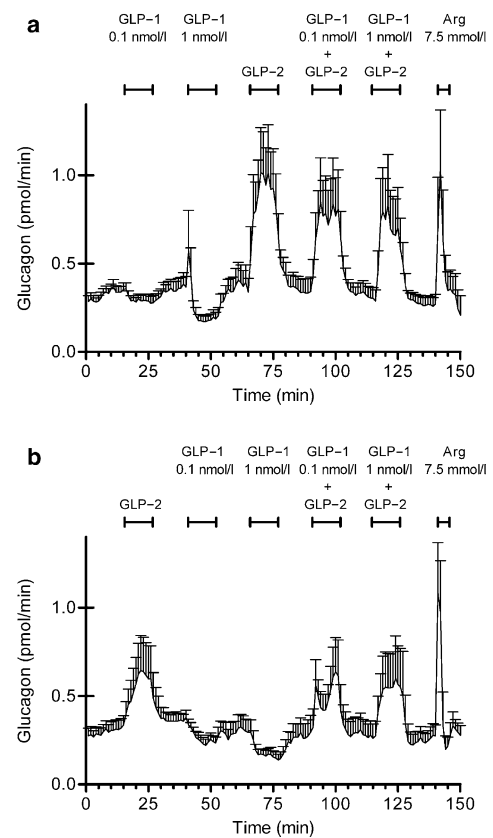 a
GLP−1 GLP−1 GLP−1 GLP−1 Arg
0.1 nmol/l 1 nmol/l 0.1 nmol/l 1 nmol/l 7.5 mmol/l
+ +
GLP−2 GLP−2 GLP−2
Glucagon (pmol/min)
1.0
0.5
0.0
0 25 50 75 100 125 150
Time (min)
b
GLP−1 GLP−1 GLP−1 GLP−1 Arg
0.1 nmol/l 1 nmol/l 0.1 nmol/l 1 nmol/l 7.5 mmol/l
+ +
GLP−2 GLP−2 GLP−2
Glucagon (pmol/min)
1.0
0.5
0.0
0 25 50 75 100 125 150
Time (min)